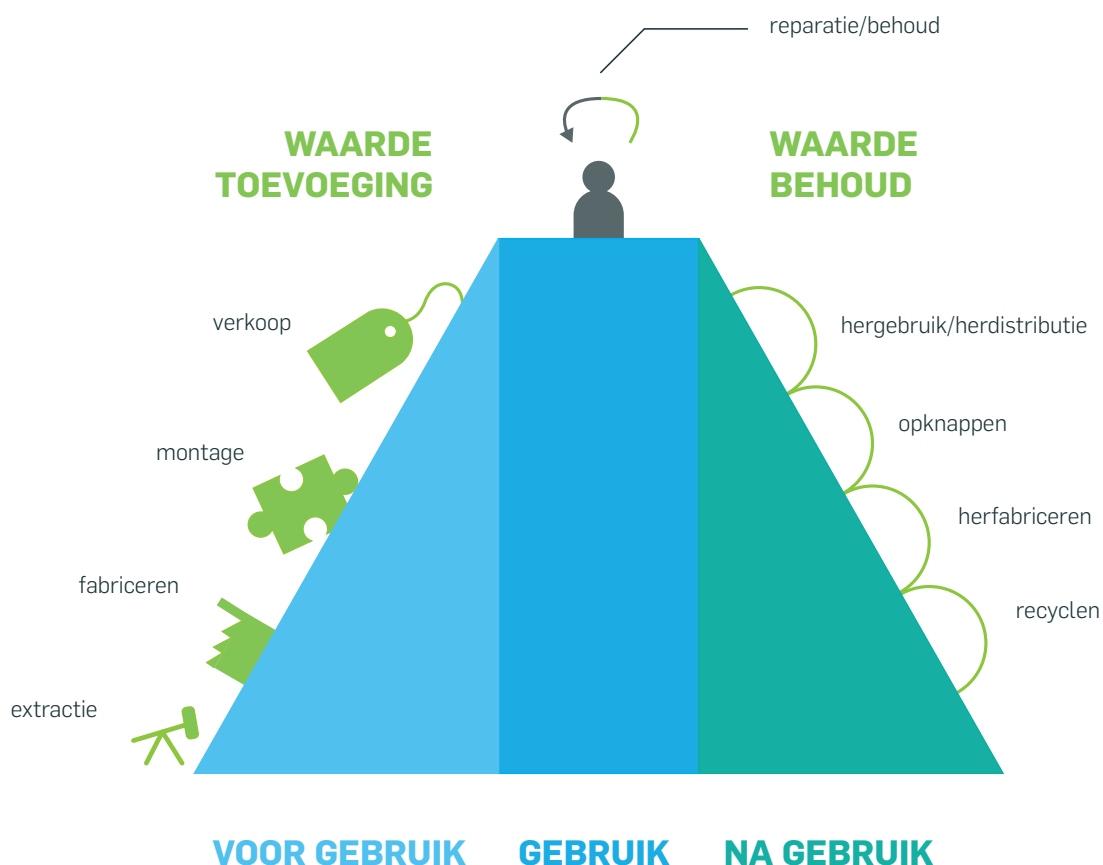 reparatie/behoud
WAARDE
TOEVOEGING
WAARDE
BEHOUD
verkoop
montage
fabriceren
extractie
hergebruik/herdistributie
opknappen
herfabriceren
recyclen
VOOR GEBRUIK
GEBRUIK
NA GEBRUIK